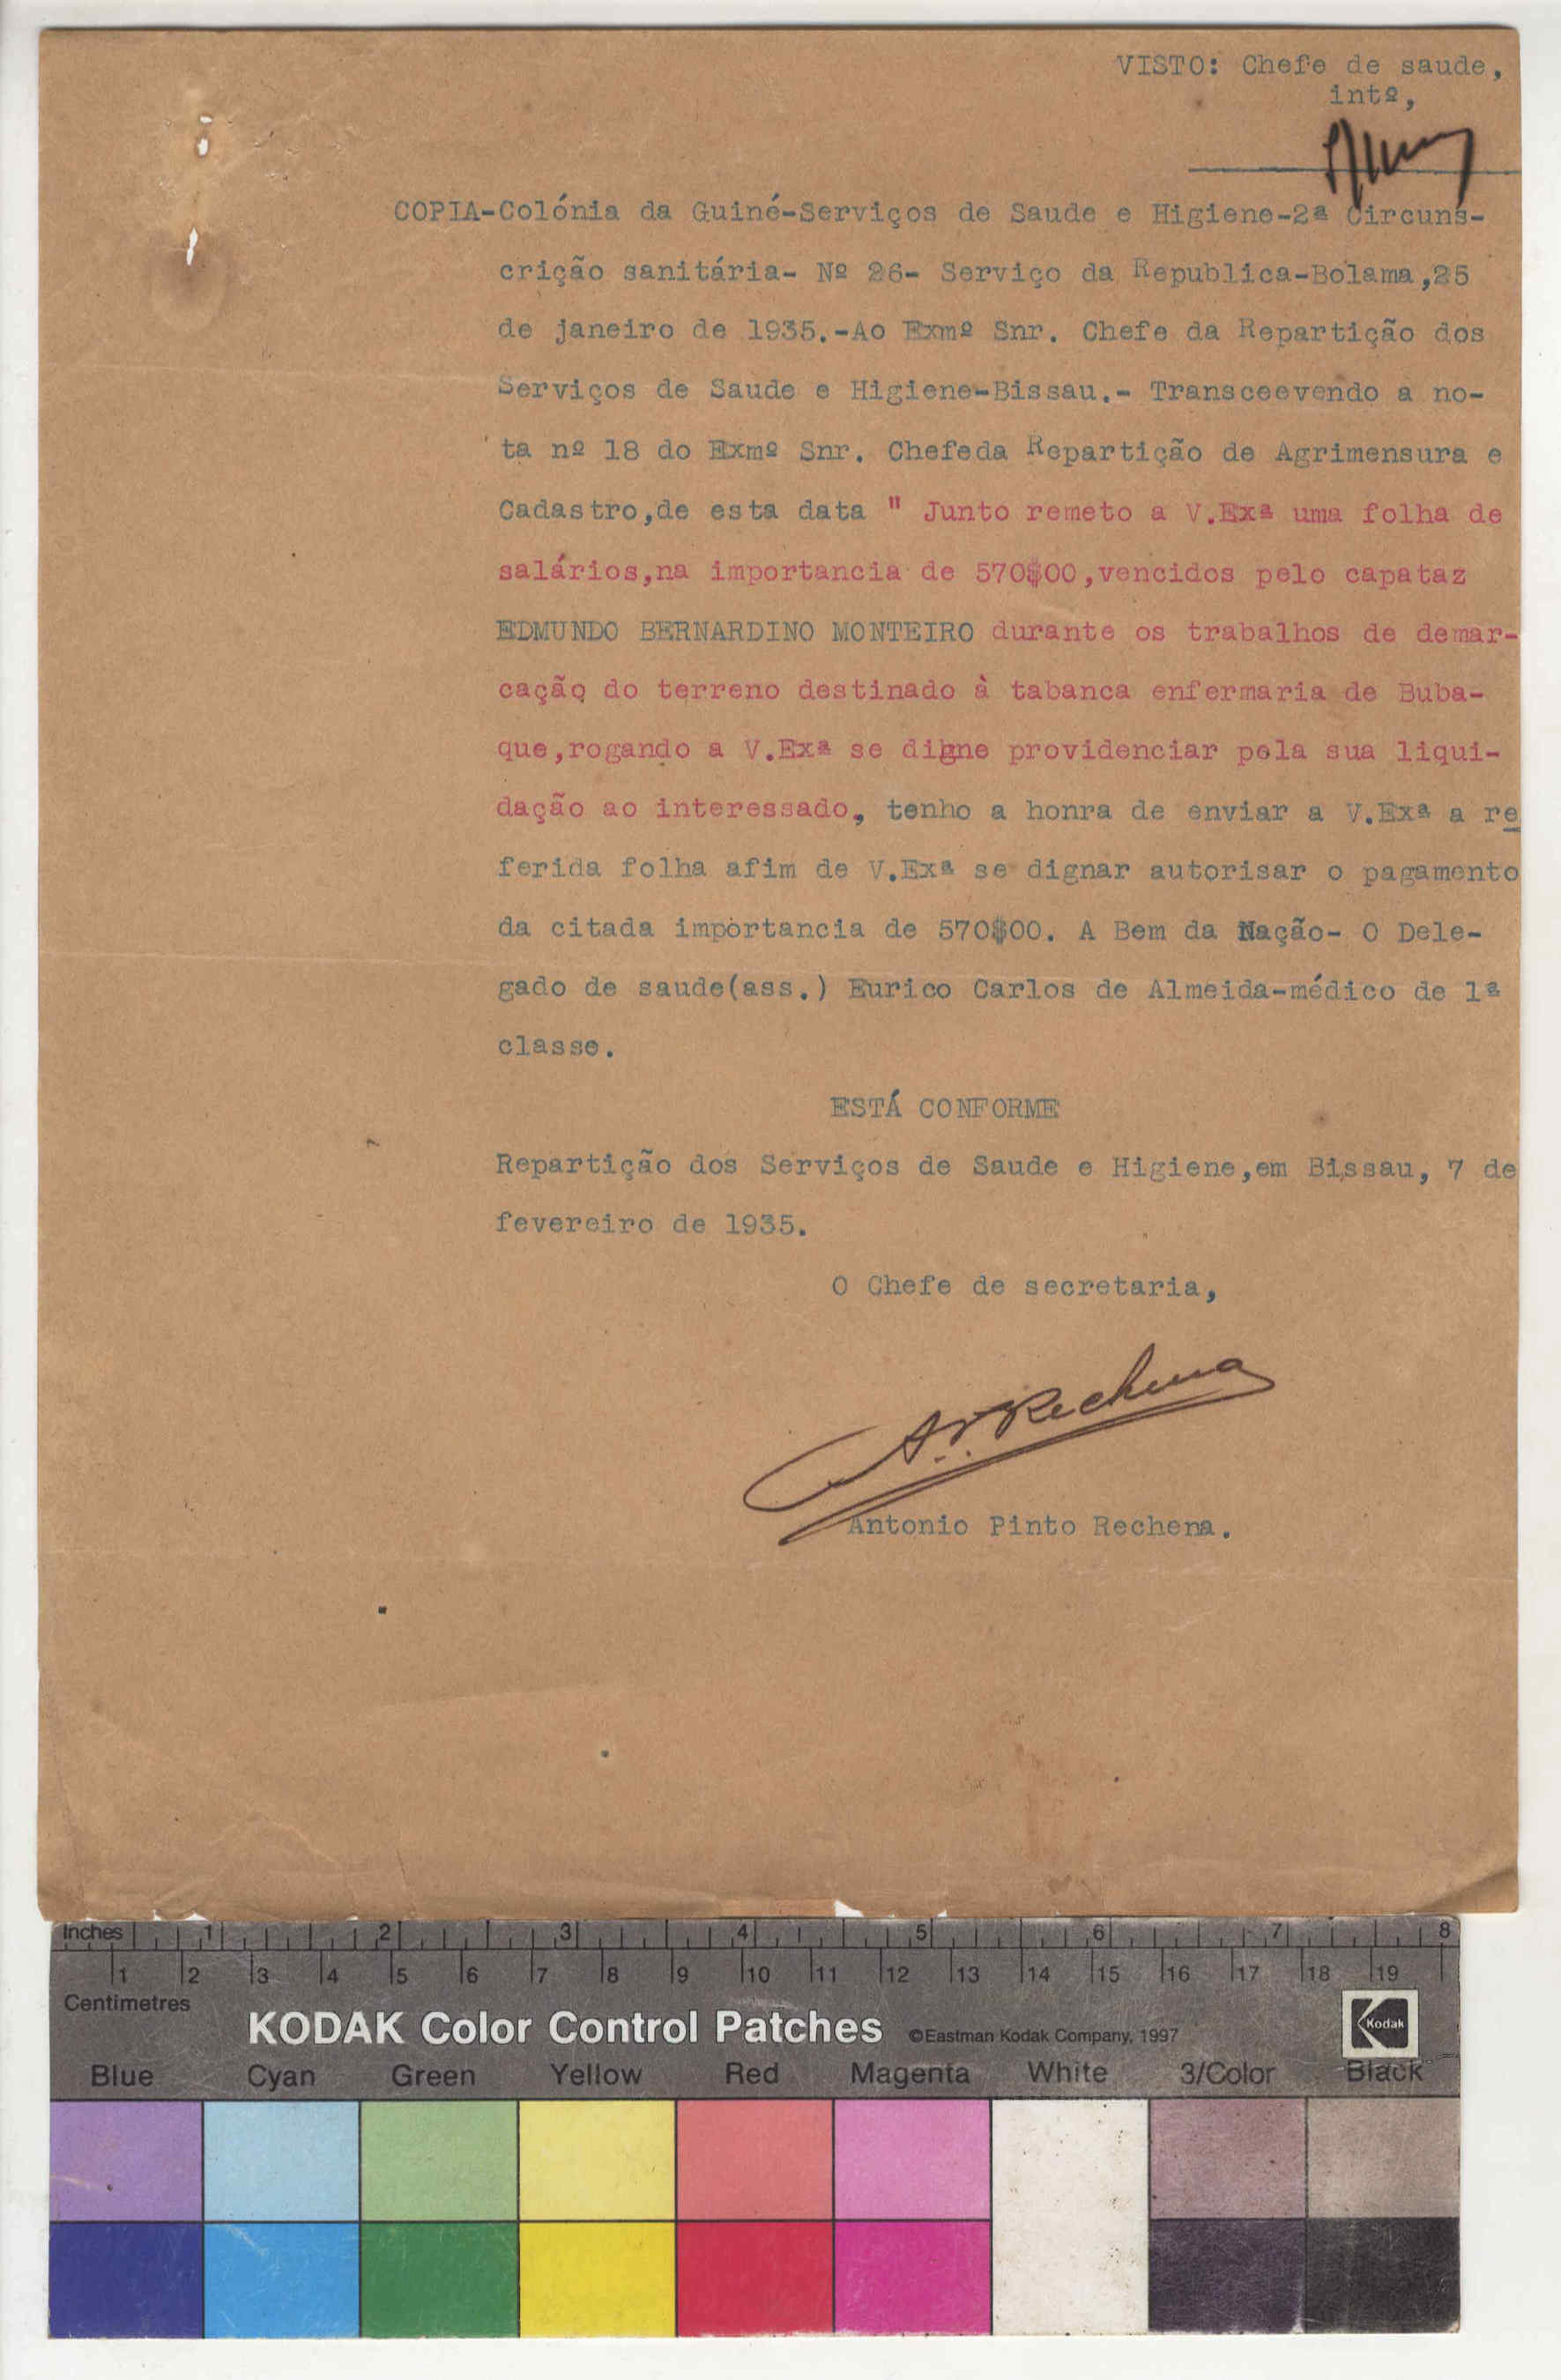 VISTO: Chefe de saude,
intº,
COPIA-Colónia da Guiné-Serviços de Saude e Higiene-2ª Circuns-
crição sanitária- Nº 26- Serviço da Republica-Bolama,25
de janeiro de 1935.-Ao Exmº Snr. Chefe da Repartição dos
Serviços de Saude e Higiene-Bissau.- Transceevendo a no-
ta nº 18 do Exmº Snr. Chefeda Repartição de Agrimensura e
Cadastro,de esta data " Junto remeto a V.Exª uma folha de
salários,na importancia de 570$00,vencidos pelo capataz
EDMUNDO BERNARDINO MONTEIRO durante os trabalhos de demar-
cação do terreno destinado à tabanca enfermaria de Buba-
que,rogando a V.Exª se digne providenciar pela sua liqui-
dação ao interessado, tenho a honra de enviar a V.Exª a re
ferida folha afim de V.Exª se dignar autorisar o pagamento
da citada importancia de 570$00. A Bem da Nação- O Dele-
gado de saude(ass.) Eurico Carlos de Almeida-médico de 1ª
classe.
ESTÁ CONFORME
Repartição dos Serviços de Saude e Higiene,em Bissau, 7 de
fevereiro de 1935.
O Chefe de secretaria,
A. P. Rechena
Antonio Pinto Rechena.
Inches 1 2 3 4 5 6 7 8
1 2 3 4 5 6 7 8 9 10 11 12 13 14 15 16 17 18 19
Centimetres
KODAK Color Control Patches ©Eastman Kodak Company, 1997 Kodak
Blue Cyan Green Yellow Red Magenta White 3/Color Black